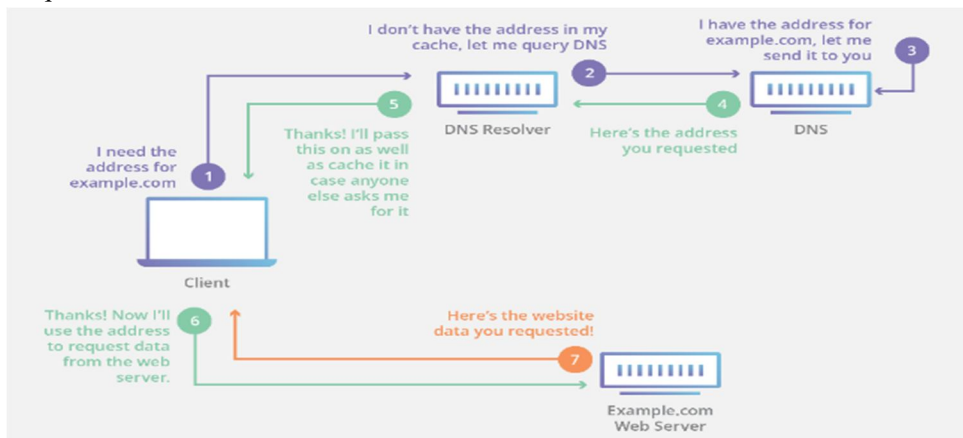 I don't have the address in my
cache, let me query DNS
I have the address for
example.com, let me
send it to you
3
2
5
4
DNS Resolver
DNS
Thanks! I'll pass
this on as well
as cache it in
case anyone
else asks me
for it
Here's the address
you requested
I need the
address for
example.com
1
Client
Thanks! Now I'll
use the address
to request data
from the web
server.
6
Here's the website
data you requested!
7
Example.com
Web Server